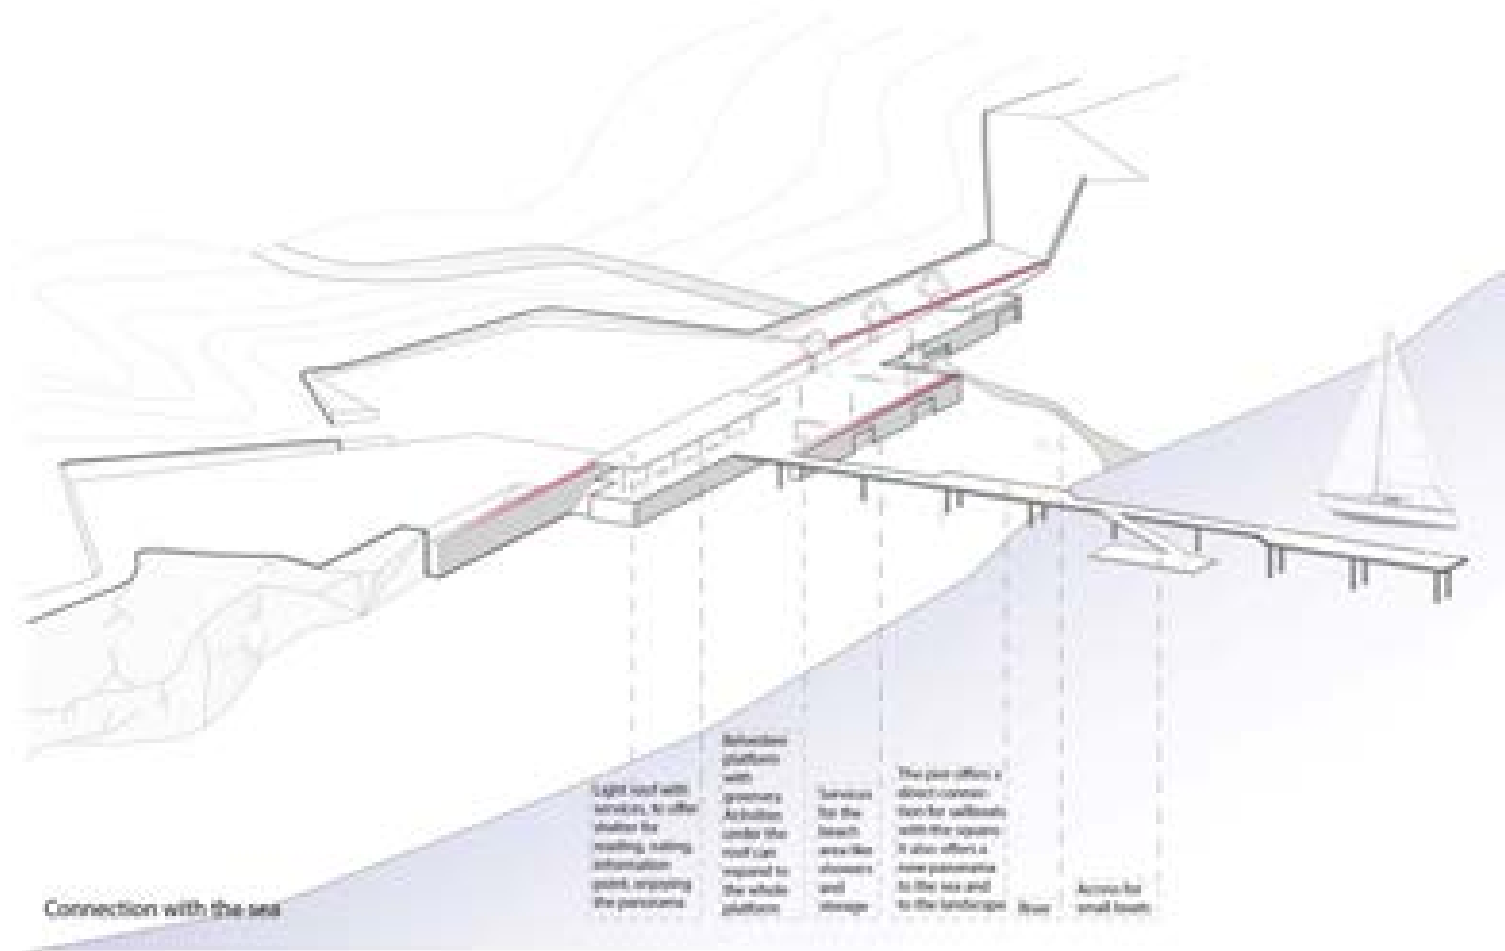 Light roof with
services, to offer
shelter for
reading, eating,
information
point, enjoying
the panorama
Belvedere
platform
with
greenery.
Activities
under the
roof can
expand to
the whole
platform
Services
for the
beach
area like
showers
and
storage
The pier offers a
direct connec-
tion for sailboats
with the square.
It also offers a
new panorama
to the sea and
to the landscape
River
Access for
small boats
Connection with the sea